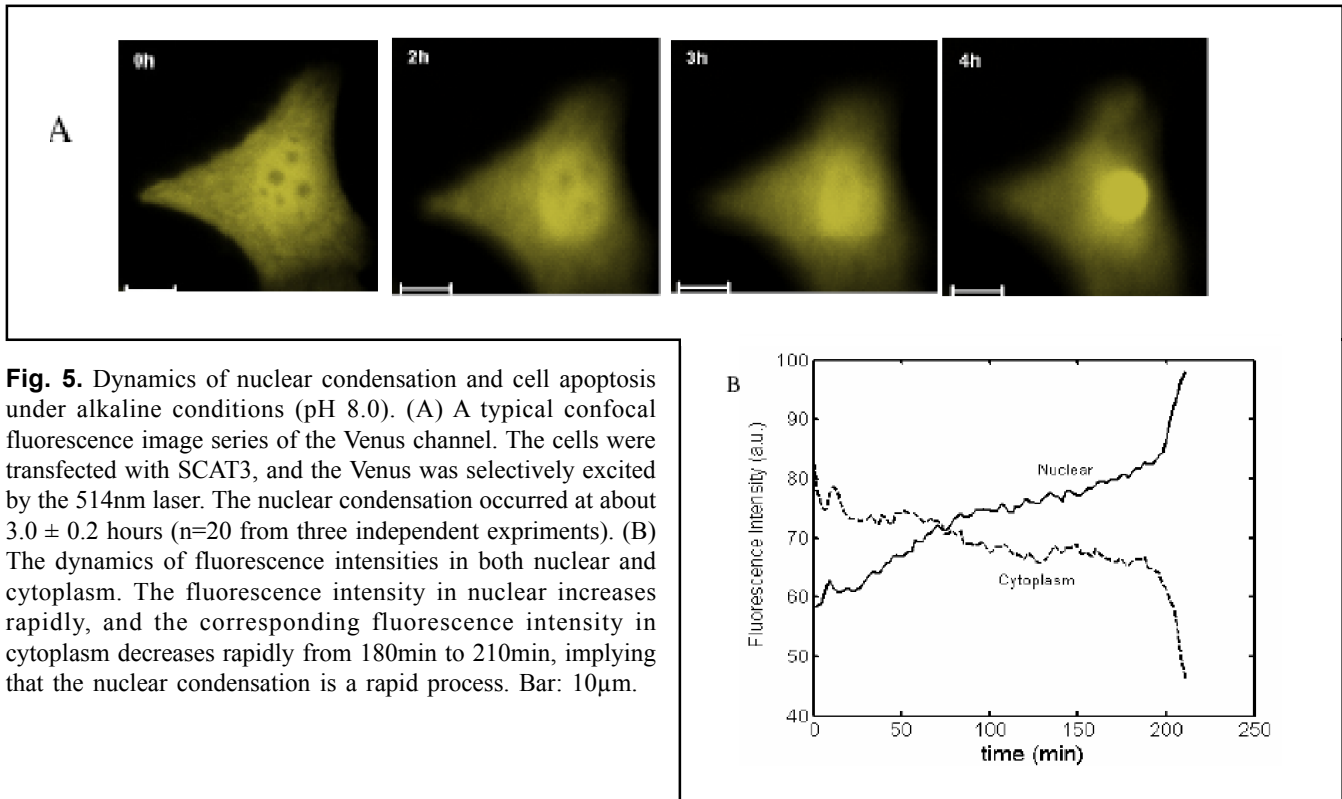 A
0h
2h
3h
4h
Fig. 5. Dynamics of nuclear condensation and cell apoptosis
under alkaline conditions (pH 8.0). (A) A typical confocal
fluorescence image series of the Venus channel. The cells were
transfected with SCAT3, and the Venus was selectively excited
by the 514nm laser. The nuclear condensation occurred at about
3.0 ± 0.2 hours (n=20 from three independent expriments). (B)
The dynamics of fluorescence intensities in both nuclear and
cytoplasm. The fluorescence intensity in nuclear increases
rapidly, and the corresponding fluorescence intensity in
cytoplasm decreases rapidly from 180min to 210min, implying
that the nuclear condensation is a rapid process. Bar: 10µm.
B
Fluorescence Intensity (a.u.)
100
90
80
70
60
50
40
Nuclear
Cytoplasm
0 50 100 150 200 250
time (min)